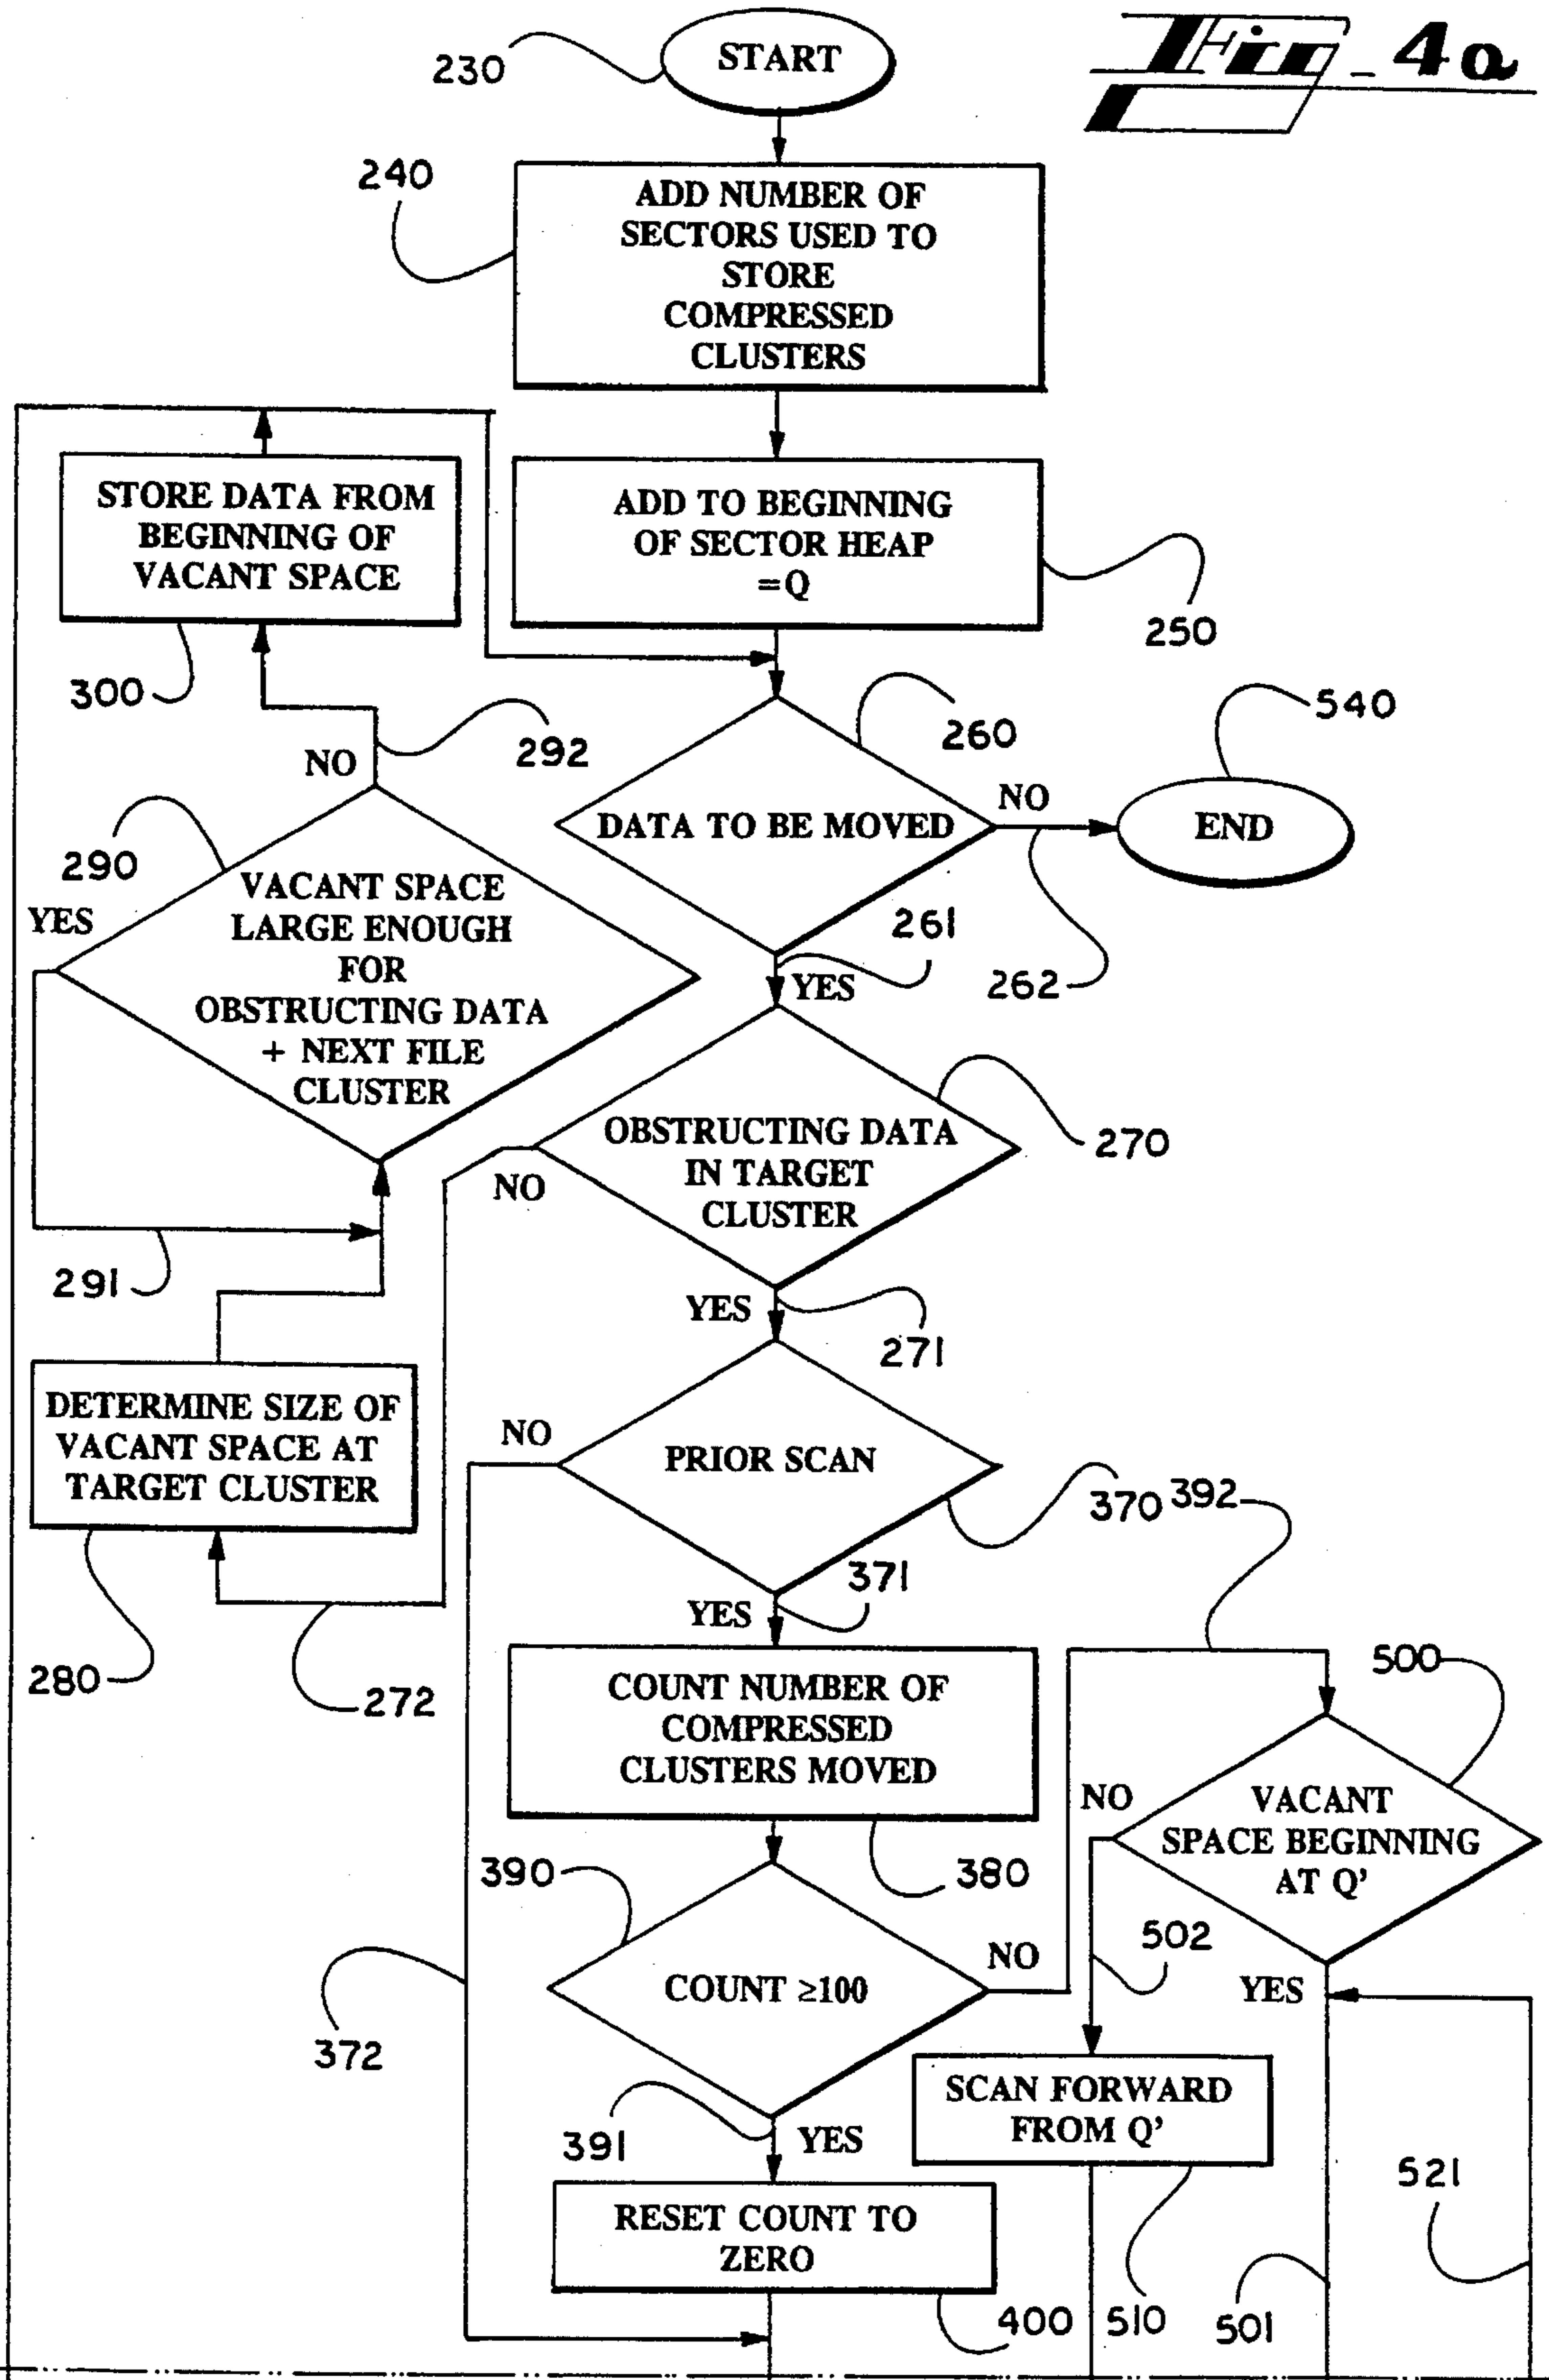 Fig_4a
START
230
240
ADD NUMBER OF
SECTORS USED TO
STORE
COMPRESSED
CLUSTERS
STORE DATA FROM
BEGINNING OF
VACANT SPACE
300
ADD TO BEGINNING
OF SECTOR HEAP
=Q
250
292
NO
260
540
DATA TO BE MOVED
NO
END
262
261
YES
290
YES
VACANT SPACE
LARGE ENOUGH
FOR
OBSTRUCTING DATA
+ NEXT FILE
CLUSTER
291
OBSTRUCTING DATA
IN TARGET
CLUSTER
270
NO
YES
271
DETERMINE SIZE OF
VACANT SPACE AT
TARGET CLUSTER
280
272
NO
PRIOR SCAN
370
392
371
YES
COUNT NUMBER OF
COMPRESSED
CLUSTERS MOVED
380
500
NO
VACANT
SPACE BEGINNING
AT Q’
390
COUNT ≥100
NO
502
YES
372
391
YES
SCAN FORWARD
FROM Q’
521
RESET COUNT TO
ZERO
400
510
501